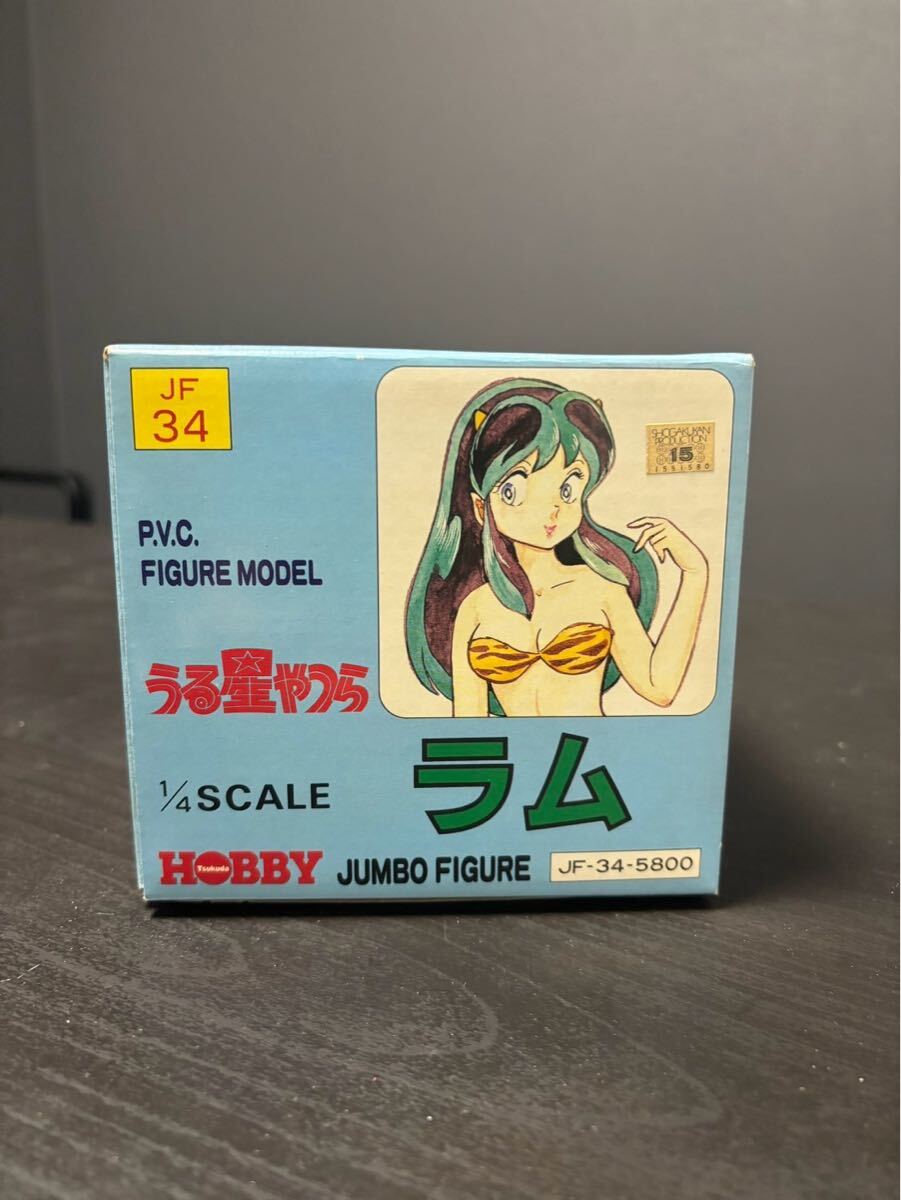 JF
34
P.V.C.
FIGURE MODEL
うる星やつら
1/4 SCALE
ラム
HOBBY
Tsukuda
JUMBO FIGURE
JF-34-5800
SHOGAKUKAN
PRODUCTION
15
1551580